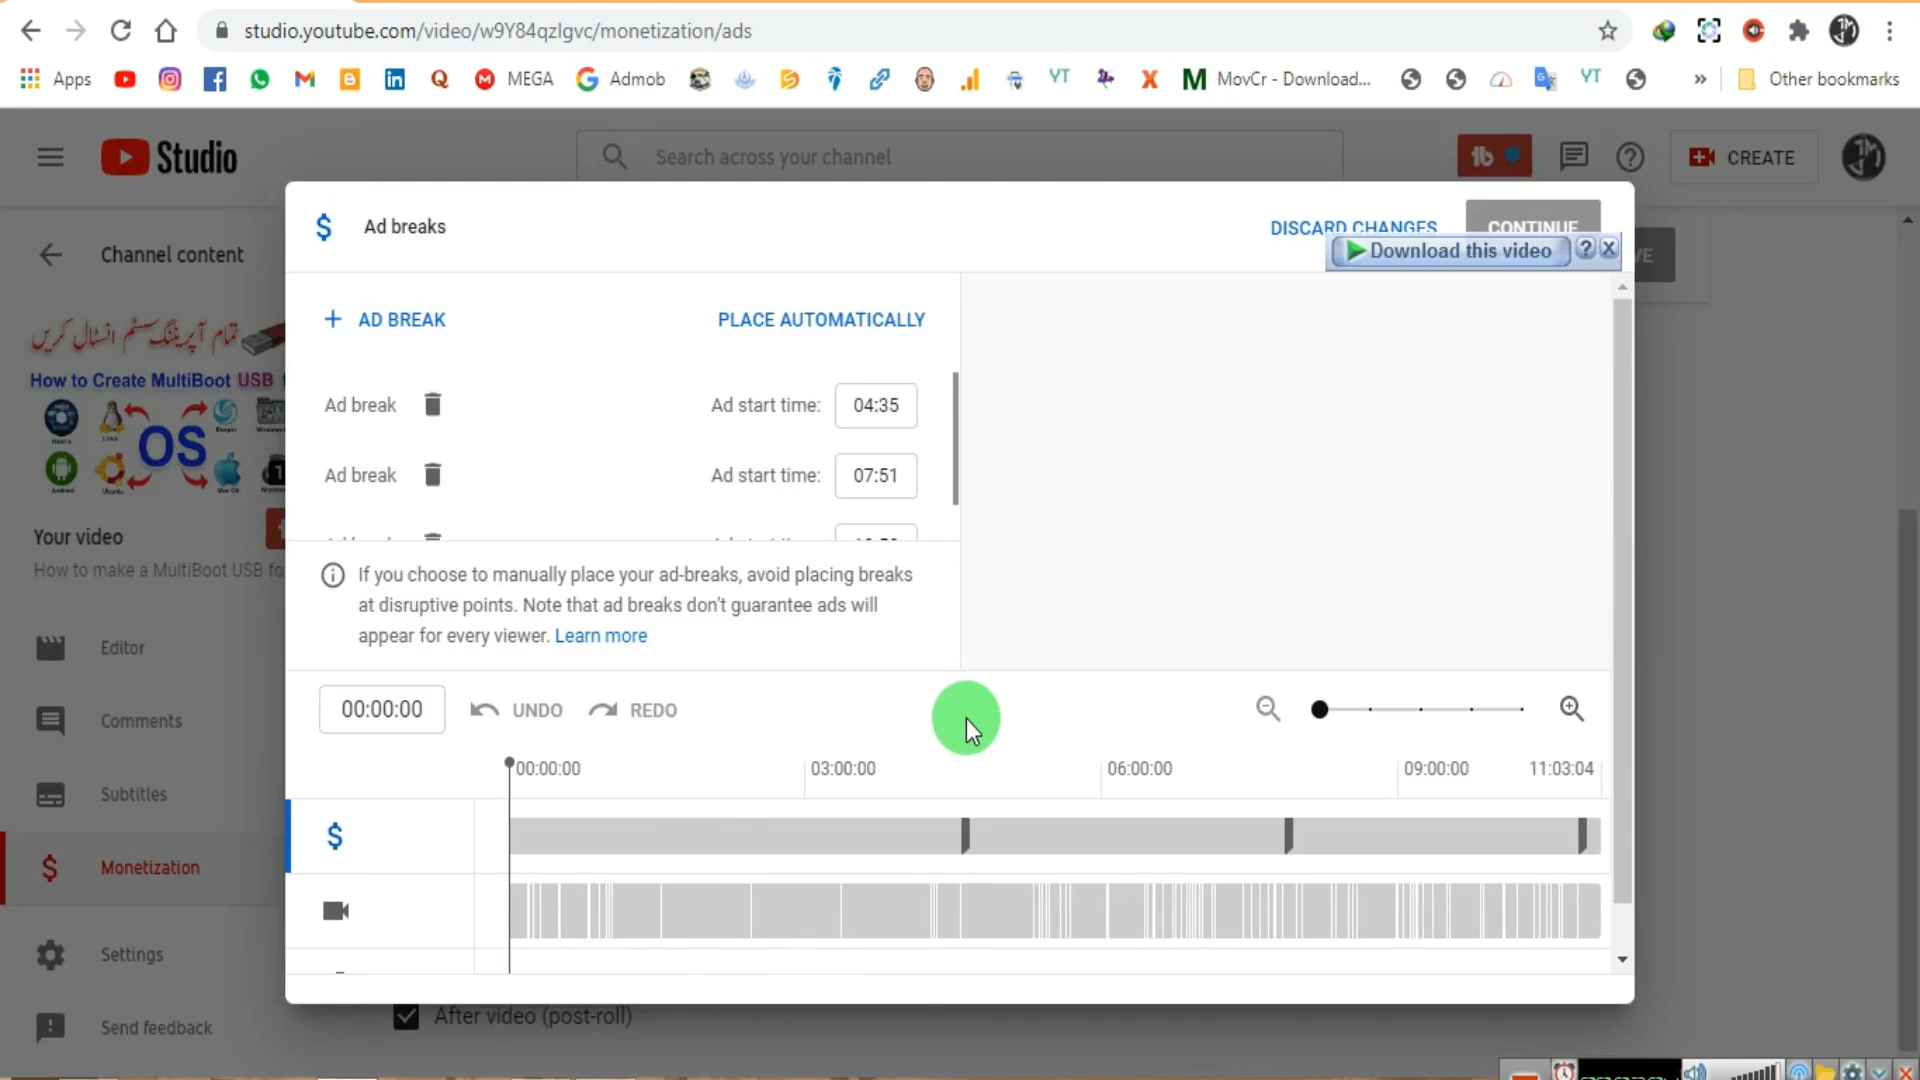 studio.youtube.com/video/w9Y84qzlgvc/monetization/ads
Apps
MEGA
Admob
YT
MovCr - Download...
YT
»
Other bookmarks
Studio
Search across your channel
CREATE
Ad breaks
DISCARD CHANGES
CONTINUE
Download this video
Channel content
+ AD BREAK
PLACE AUTOMATICALLY
تمام آپریٹنگ سسٹم انسٹال کریں
How to Create MultiBoot USB
OS
Ad break
Ad start time:
04:35
Ad break
Ad start time:
07:51
Your video
How to make a MultiBoot USB fo
If you choose to manually place your ad-breaks, avoid placing breaks
at disruptive points. Note that ad breaks don't guarantee ads will
appear for every viewer. Learn more
Editor
Comments
Subtitles
Monetization
Settings
Send feedback
00:00:00
UNDO
REDO
00:00:00
03:00:00
06:00:00
09:00:00
11:03:04
After video (post-roll)